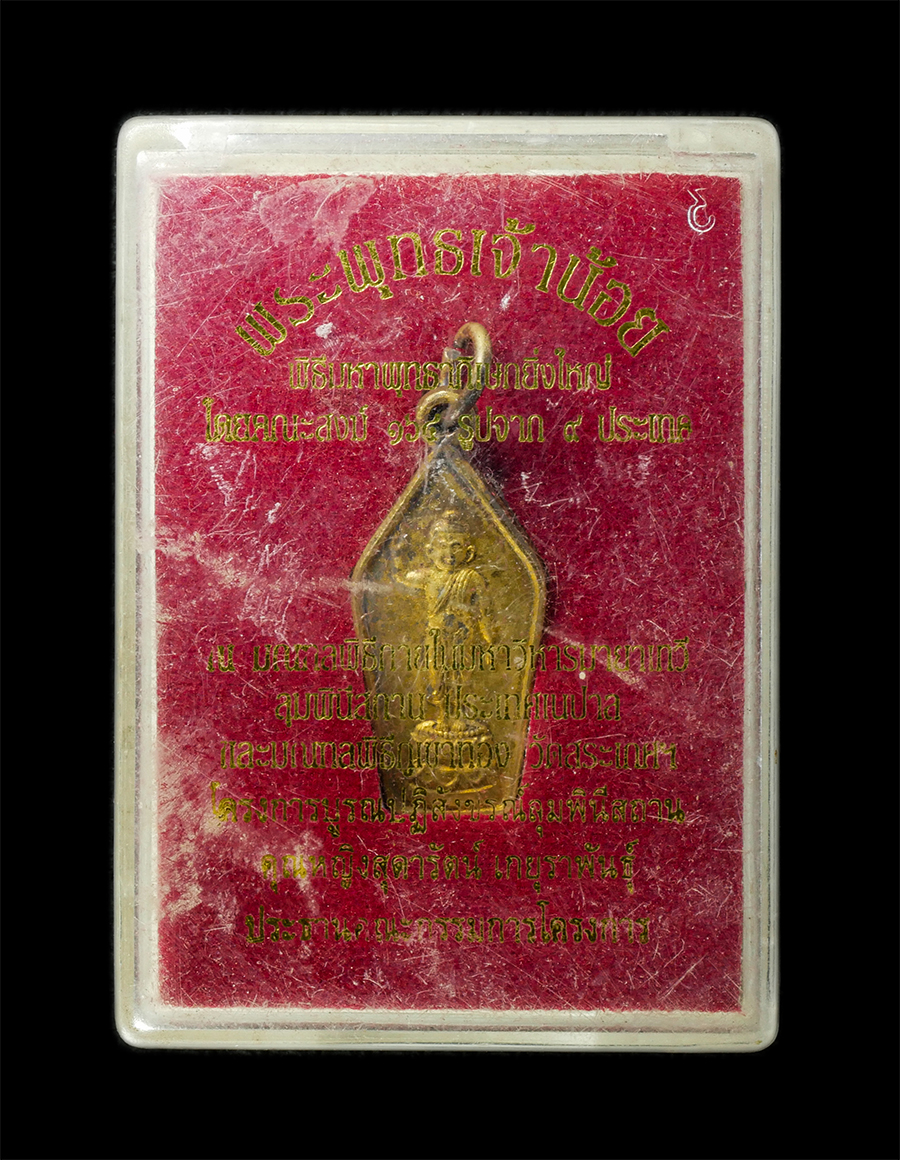 พระพุทธเจ้าน้อย
พิธีมหาพุทธาภิเษกยิ่งใหญ่
โดยคณะสงฆ์ รูปจาก ๙ ประเทศ
ณ มณฑลพิธีภายในมหาวิหารมายาเทวี
ลุมพินีสถาน ประเทศเนปาล
และมณฑลพิธีภูเขาทอง วัดสระเกศฯ
โครงการบูรณปฏิสังขรณ์ลุมพินีสถาน
คุณหญิงสุดารัตน์ เกยุราพันธุ์
ประธานคณะกรรมการโครงการ